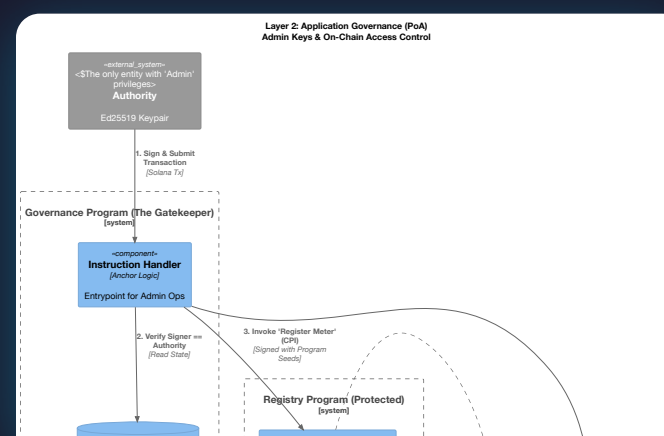 Layer 2: Application Governance (PoA)
Admin Keys & On-Chain Access Control
«external_system»
<$The only entity with 'Admin'
privileges>
Authority
Ed25519 Keypair
1. Sign & Submit
Transaction
[Solana Tx]
Governance Program (The Gatekeeper)
[system]
«component»
Instruction Handler
[Anchor Logic]
Entrypoint for Admin Ops
2. Verify Signer ==
Authority
[Read State]
3. Invoke 'Register Meter'
(CPI)
[Signed with Program
Seeds]
Registry Program (Protected)
[system]